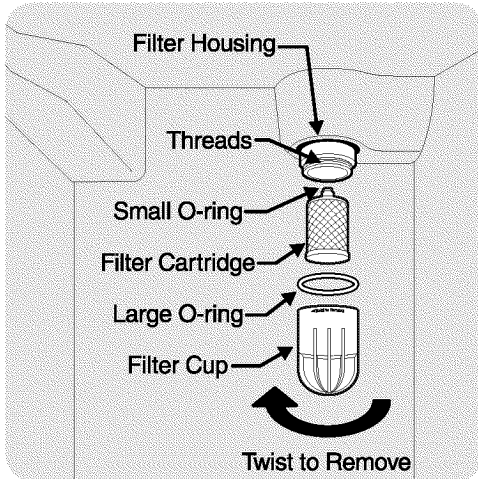 Filter Housing
Threads
Small O-ring
Filter Cartridge
Large O-ring
Filter Cup
Twist to Remove